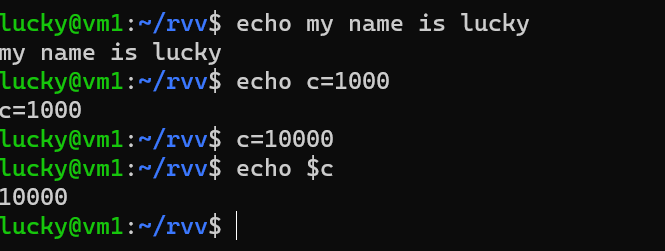 lucky@vm1:~/rvv$ echo my name is lucky
my name is lucky
lucky@vm1:~/rvv$ echo c=1000
c=1000
lucky@vm1:~/rvv$ c=10000
lucky@vm1:~/rvv$ echo $c
10000
lucky@vm1:~/rvv$